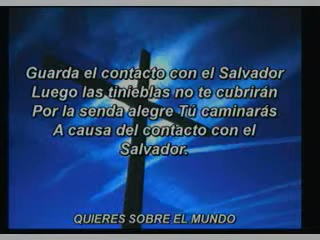 Guarda el contacto con el Salvador
Luego las tinieblas no te cubrirán
Por la senda alegre Tú caminarás
A causa del contacto con el
Salvador.
QUIERES SOBRE EL MUNDO